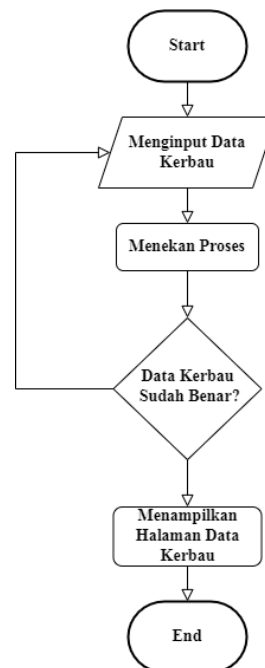 Start
Menginput Data
Kerbau
Menekan Proses
Data Kerbau
Sudah Benar?
Menampilkan
Halaman Data
Kerbau
End